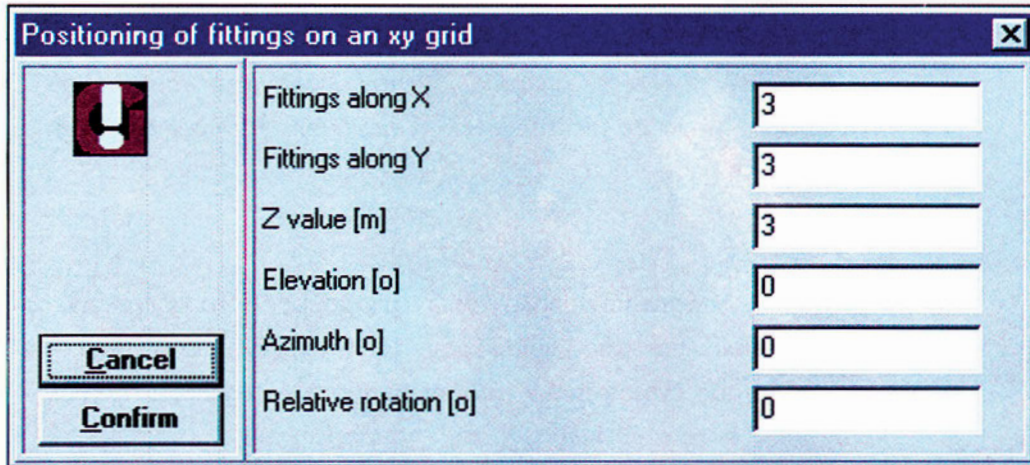 Positioning of fittings on an xy grid
Fittings along X
3
Fittings along Y
3
Z value [m]
3
Elevation [o]
0
Azimuth [o]
0
Relative rotation [o]
0
Cancel
Confirm